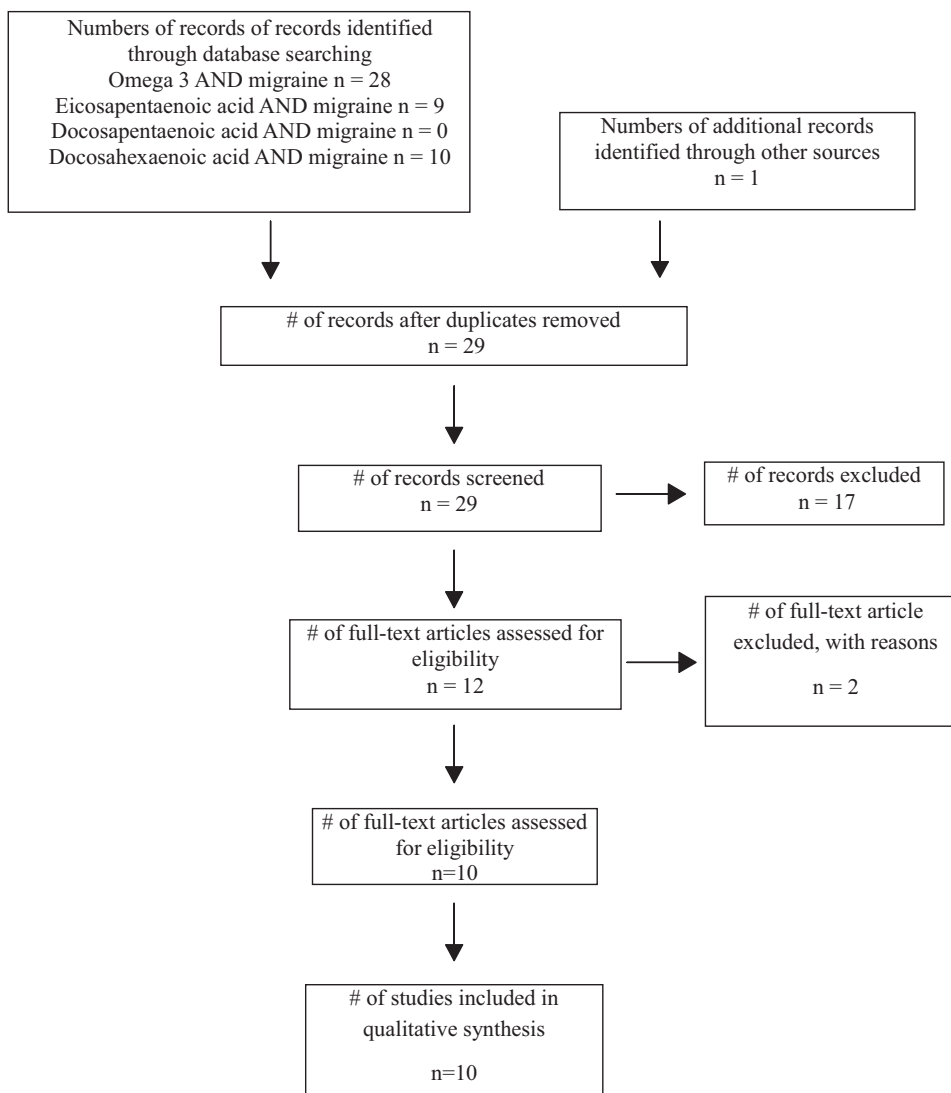 Numbers of records of records identified
through database searching
Omega 3 AND migraine n = 28
Eicosapentaenoic acid AND migraine n = 9
Docosapentaenoic acid AND migraine n = 0
Docosahexaenoic acid AND migraine n = 10
Numbers of additional records
identified through other sources
n = 1
# of records after duplicates removed
n = 29
# of records screened
n = 29
# of records excluded
n = 17
# of full-text articles assessed for
eligibility
n = 12
# of full-text article
excluded, with reasons
n = 2
# of full-text articles assessed
for eligibility
n=10
# of studies included in
qualitative synthesis
n=10